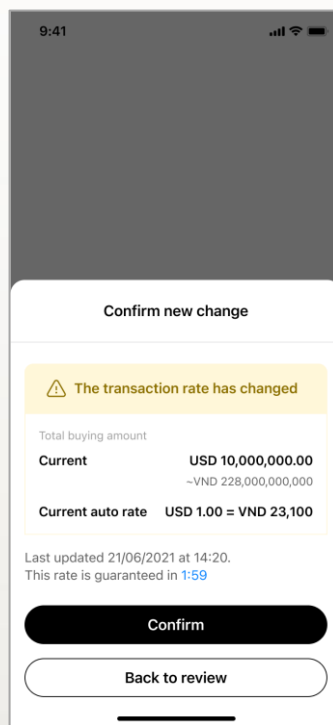 9:41
Confirm new change
The transaction rate has changed
Total buying amount
Current USD 10,000,000.00
~VND 228,000,000,000
Current auto rate USD 1.00 = VND 23,100
Last updated 21/06/2021 at 14:20.
This rate is guaranteed in 1:59
Confirm
Back to review